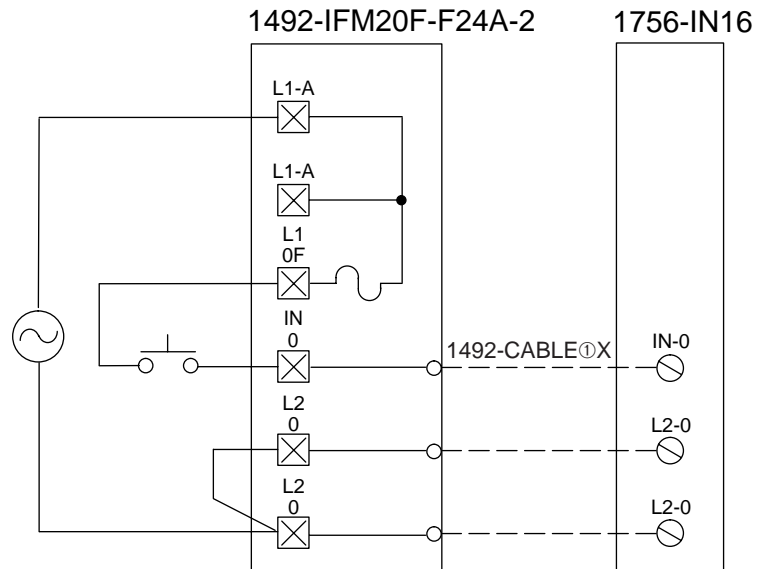 1492-IFM20F-F24A-2 1756-IN16
L1-A
L1-A
L1
0F
IN
0
1492-CABLE①X
IN-0
L2
0
L2-0
L2
0
L2-0